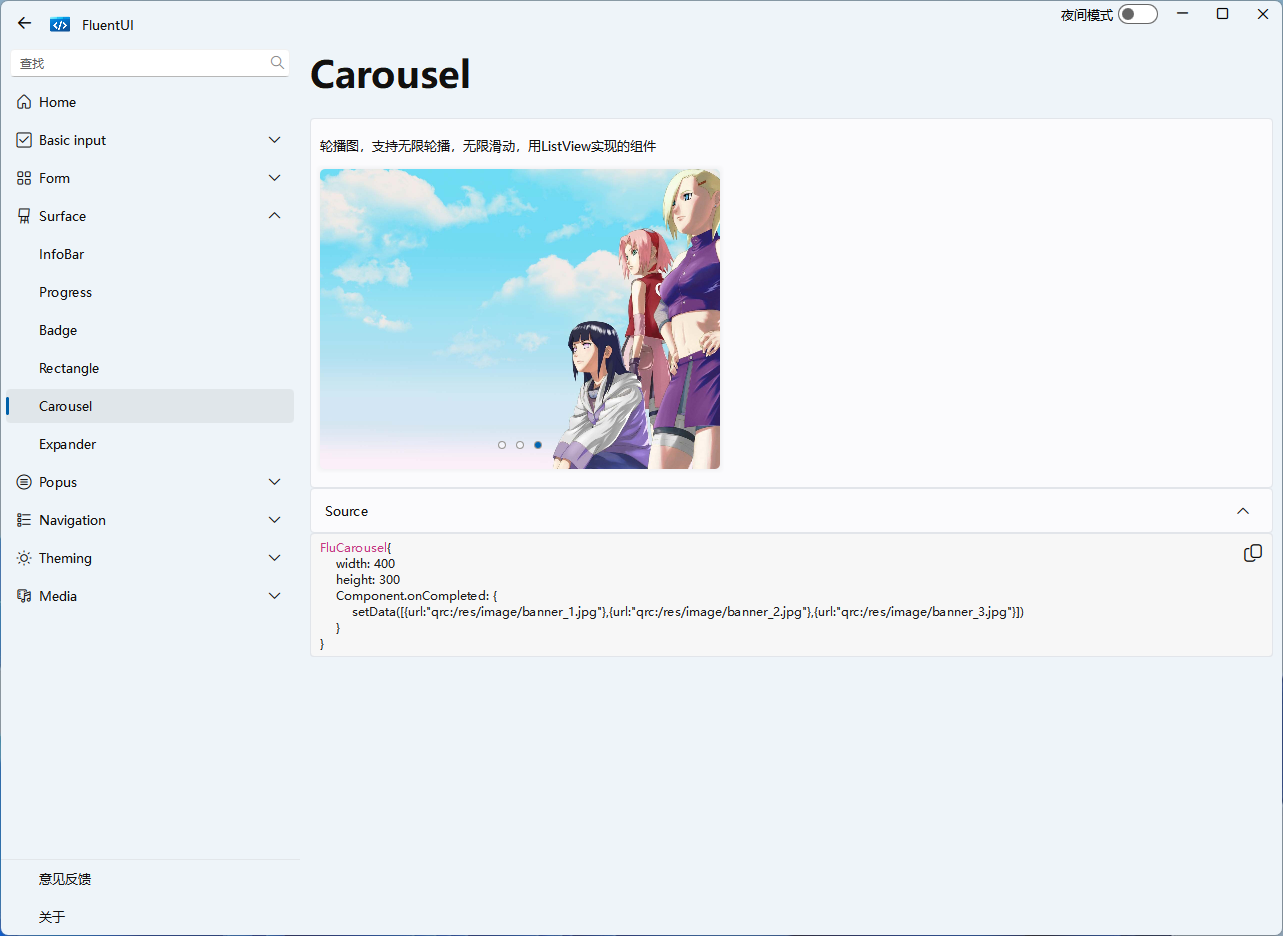 FluentUI
夜间模式
查找
Home
Basic input
Form
Surface
InfoBar
Progress
Badge
Rectangle
Carousel
Expander
Popus
Navigation
Theming
Media
意见反馈
关于
Carousel
轮播图，支持无限轮播，无限滑动，用ListView实现的组件
Source
FluCarousel{
width: 400
height: 300
Component.onCompleted: {
setData([{url:"qrc:/res/image/banner_1.jpg"},{url:"qrc:/res/image/banner_2.jpg"},{url:"qrc:/res/image/banner_3.jpg"}])
}
}